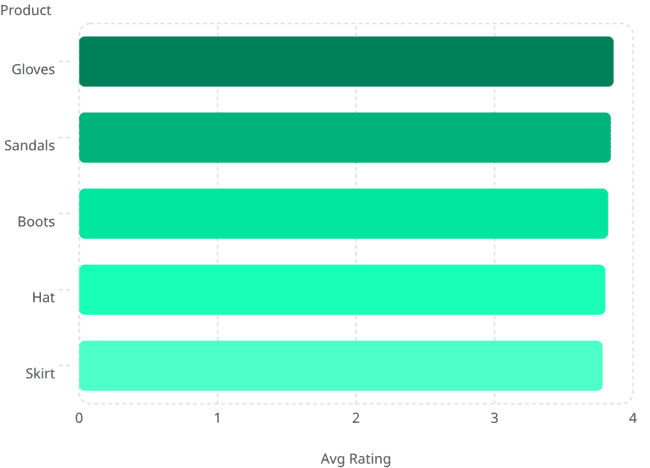 Product
Gloves
Sandals
Boots
Hat
Skirt
0 1 2 3 4
Avg Rating